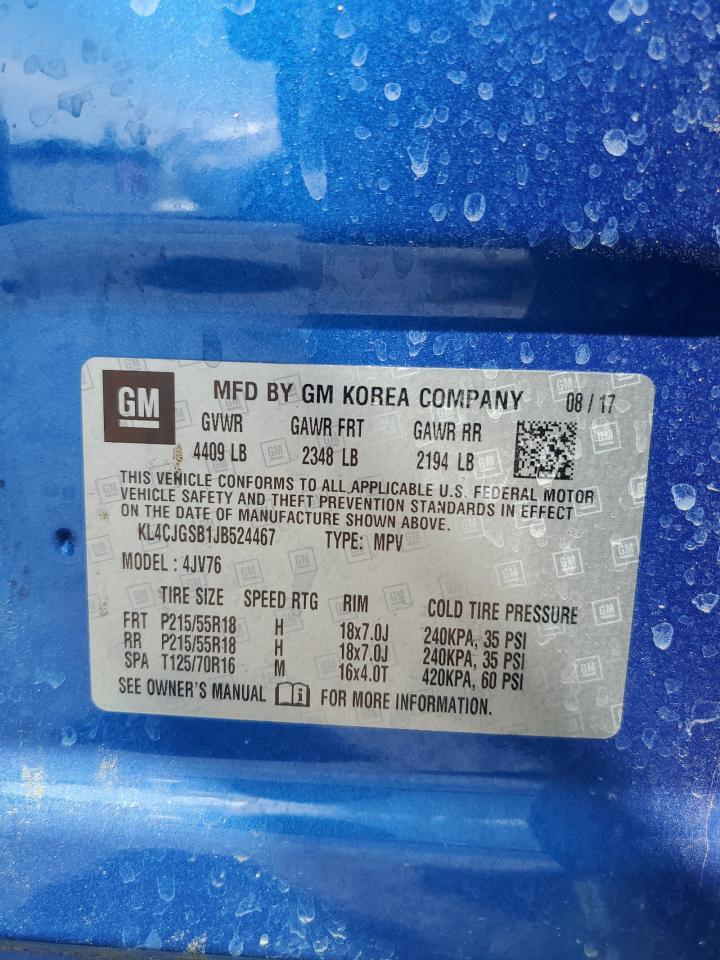 GM MFD BY GM KOREA COMPANY 08 / 17
GVWR GAWR FRT GAWR RR
4409 LB 2348 LB 2194 LB
THIS VEHICLE CONFORMS TO ALL APPLICABLE U.S. FEDERAL MOTOR
VEHICLE SAFETY AND THEFT PREVENTION STANDARDS IN EFFECT
ON THE DATE OF MANUFACTURE SHOWN ABOVE.
KL4CJGSB1JB524467 TYPE: MPV
MODEL : 4JV76
TIRE SIZE SPEED RTG RIM COLD TIRE PRESSURE
FRT P215/55R18 H 18x7.0J 240KPA, 35 PSI
RR P215/55R18 H 18x7.0J 240KPA, 35 PSI
SPA T125/70R16 M 16x4.0T 420KPA, 60 PSI
SEE OWNER'S MANUAL FOR MORE INFORMATION.